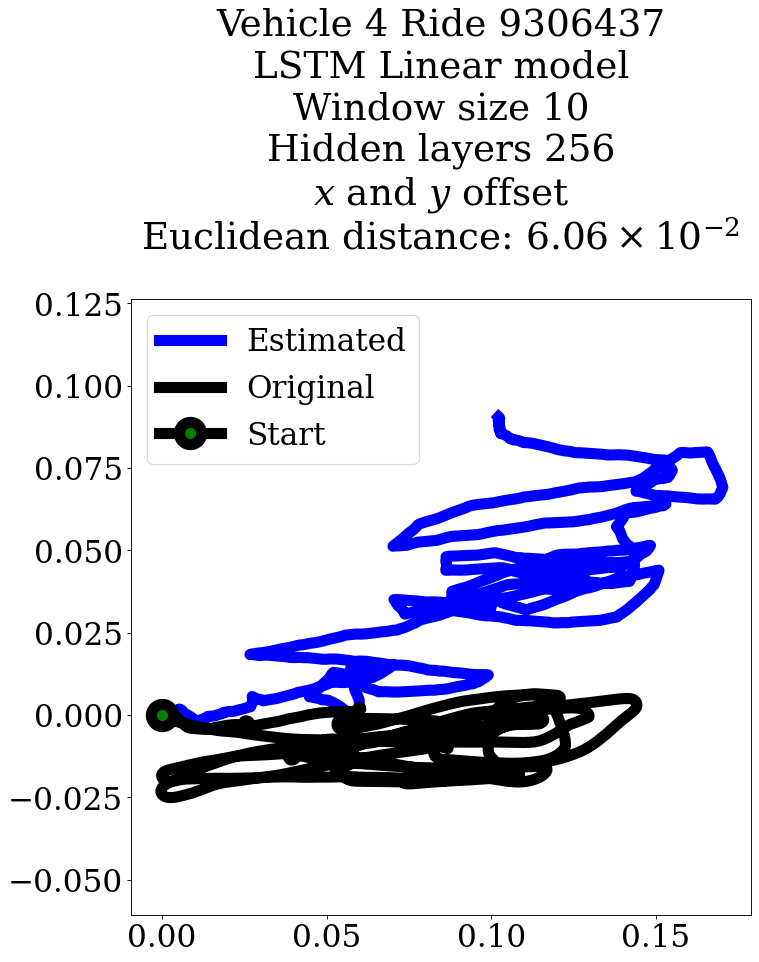 Vehicle 4 Ride 9306437
LSTM Linear model
Window size 10
Hidden layers 256
x and y offset
Euclidean distance: 6.06 × 10⁻²
0.125
0.100
0.075
0.050
0.025
0.000
−0.025
−0.050
Estimated
Original
Start
0.00 0.05 0.10 0.15